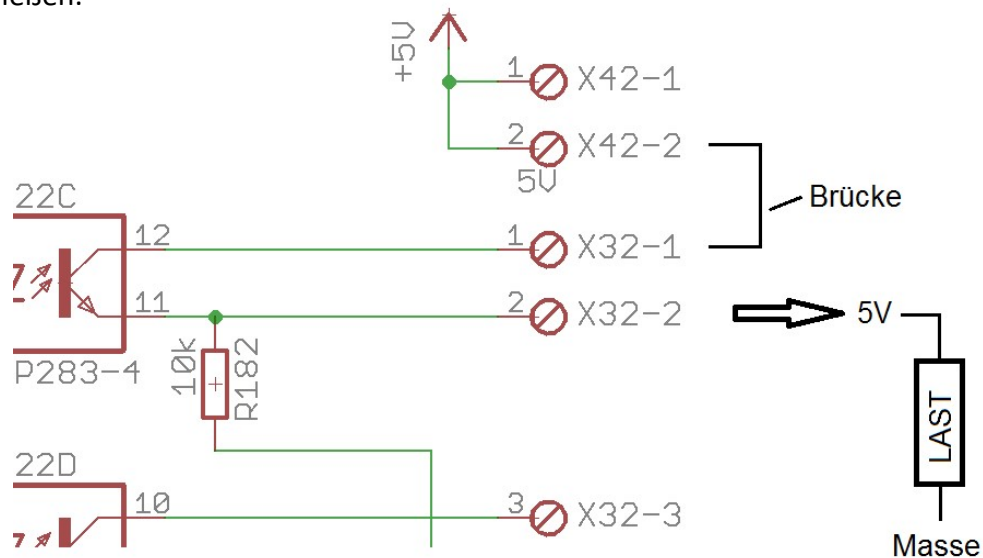 ießen.
+5V
1 X42-1
2 X42-2
5V
Brücke
22C
12
1 X32-1
11
2 X32-2
5V
P283-4
10k
R182
LAST
22D
10
3 X32-3
Masse